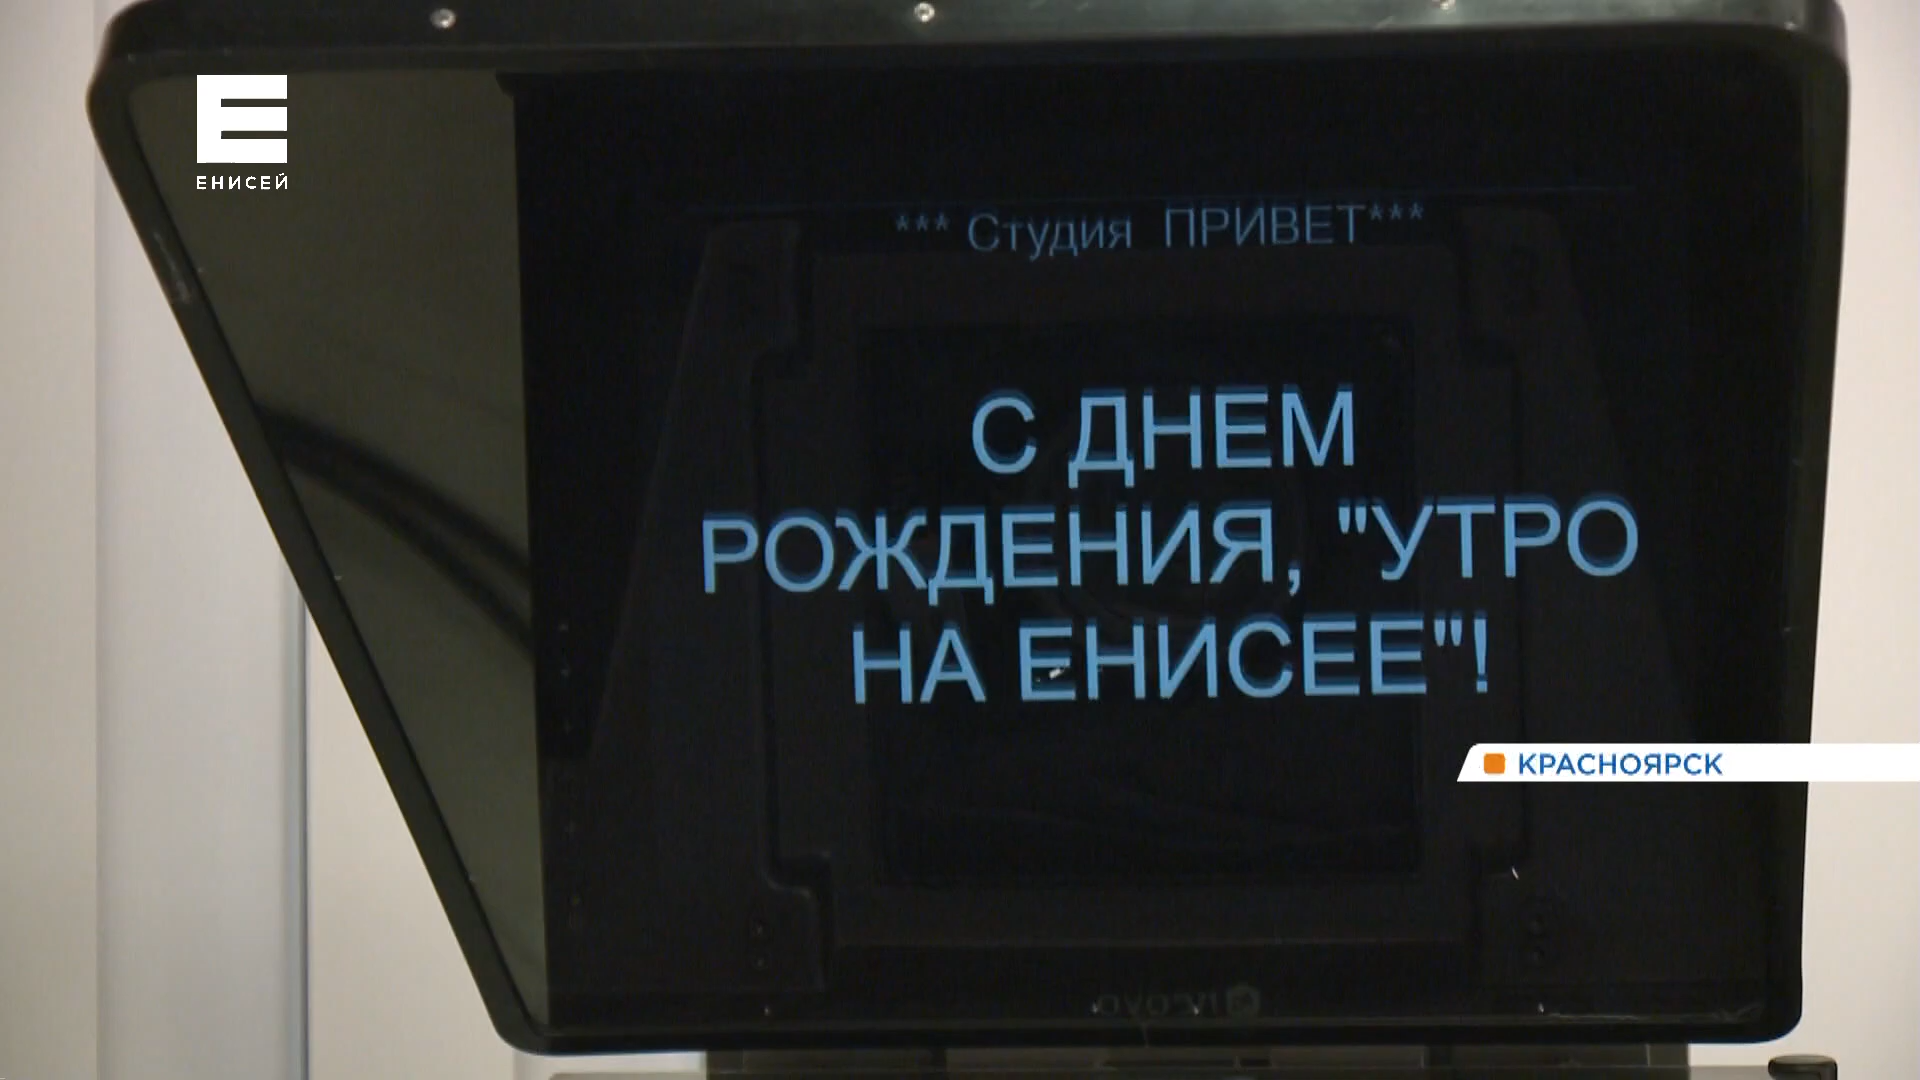 ЕНИСЕЙ
*** Студия ПРИВЕТ***
С ДНЕМ
РОЖДЕНИЯ, "УТРО
НА ЕНИСЕЕ"!
КРАСНОЯРСК